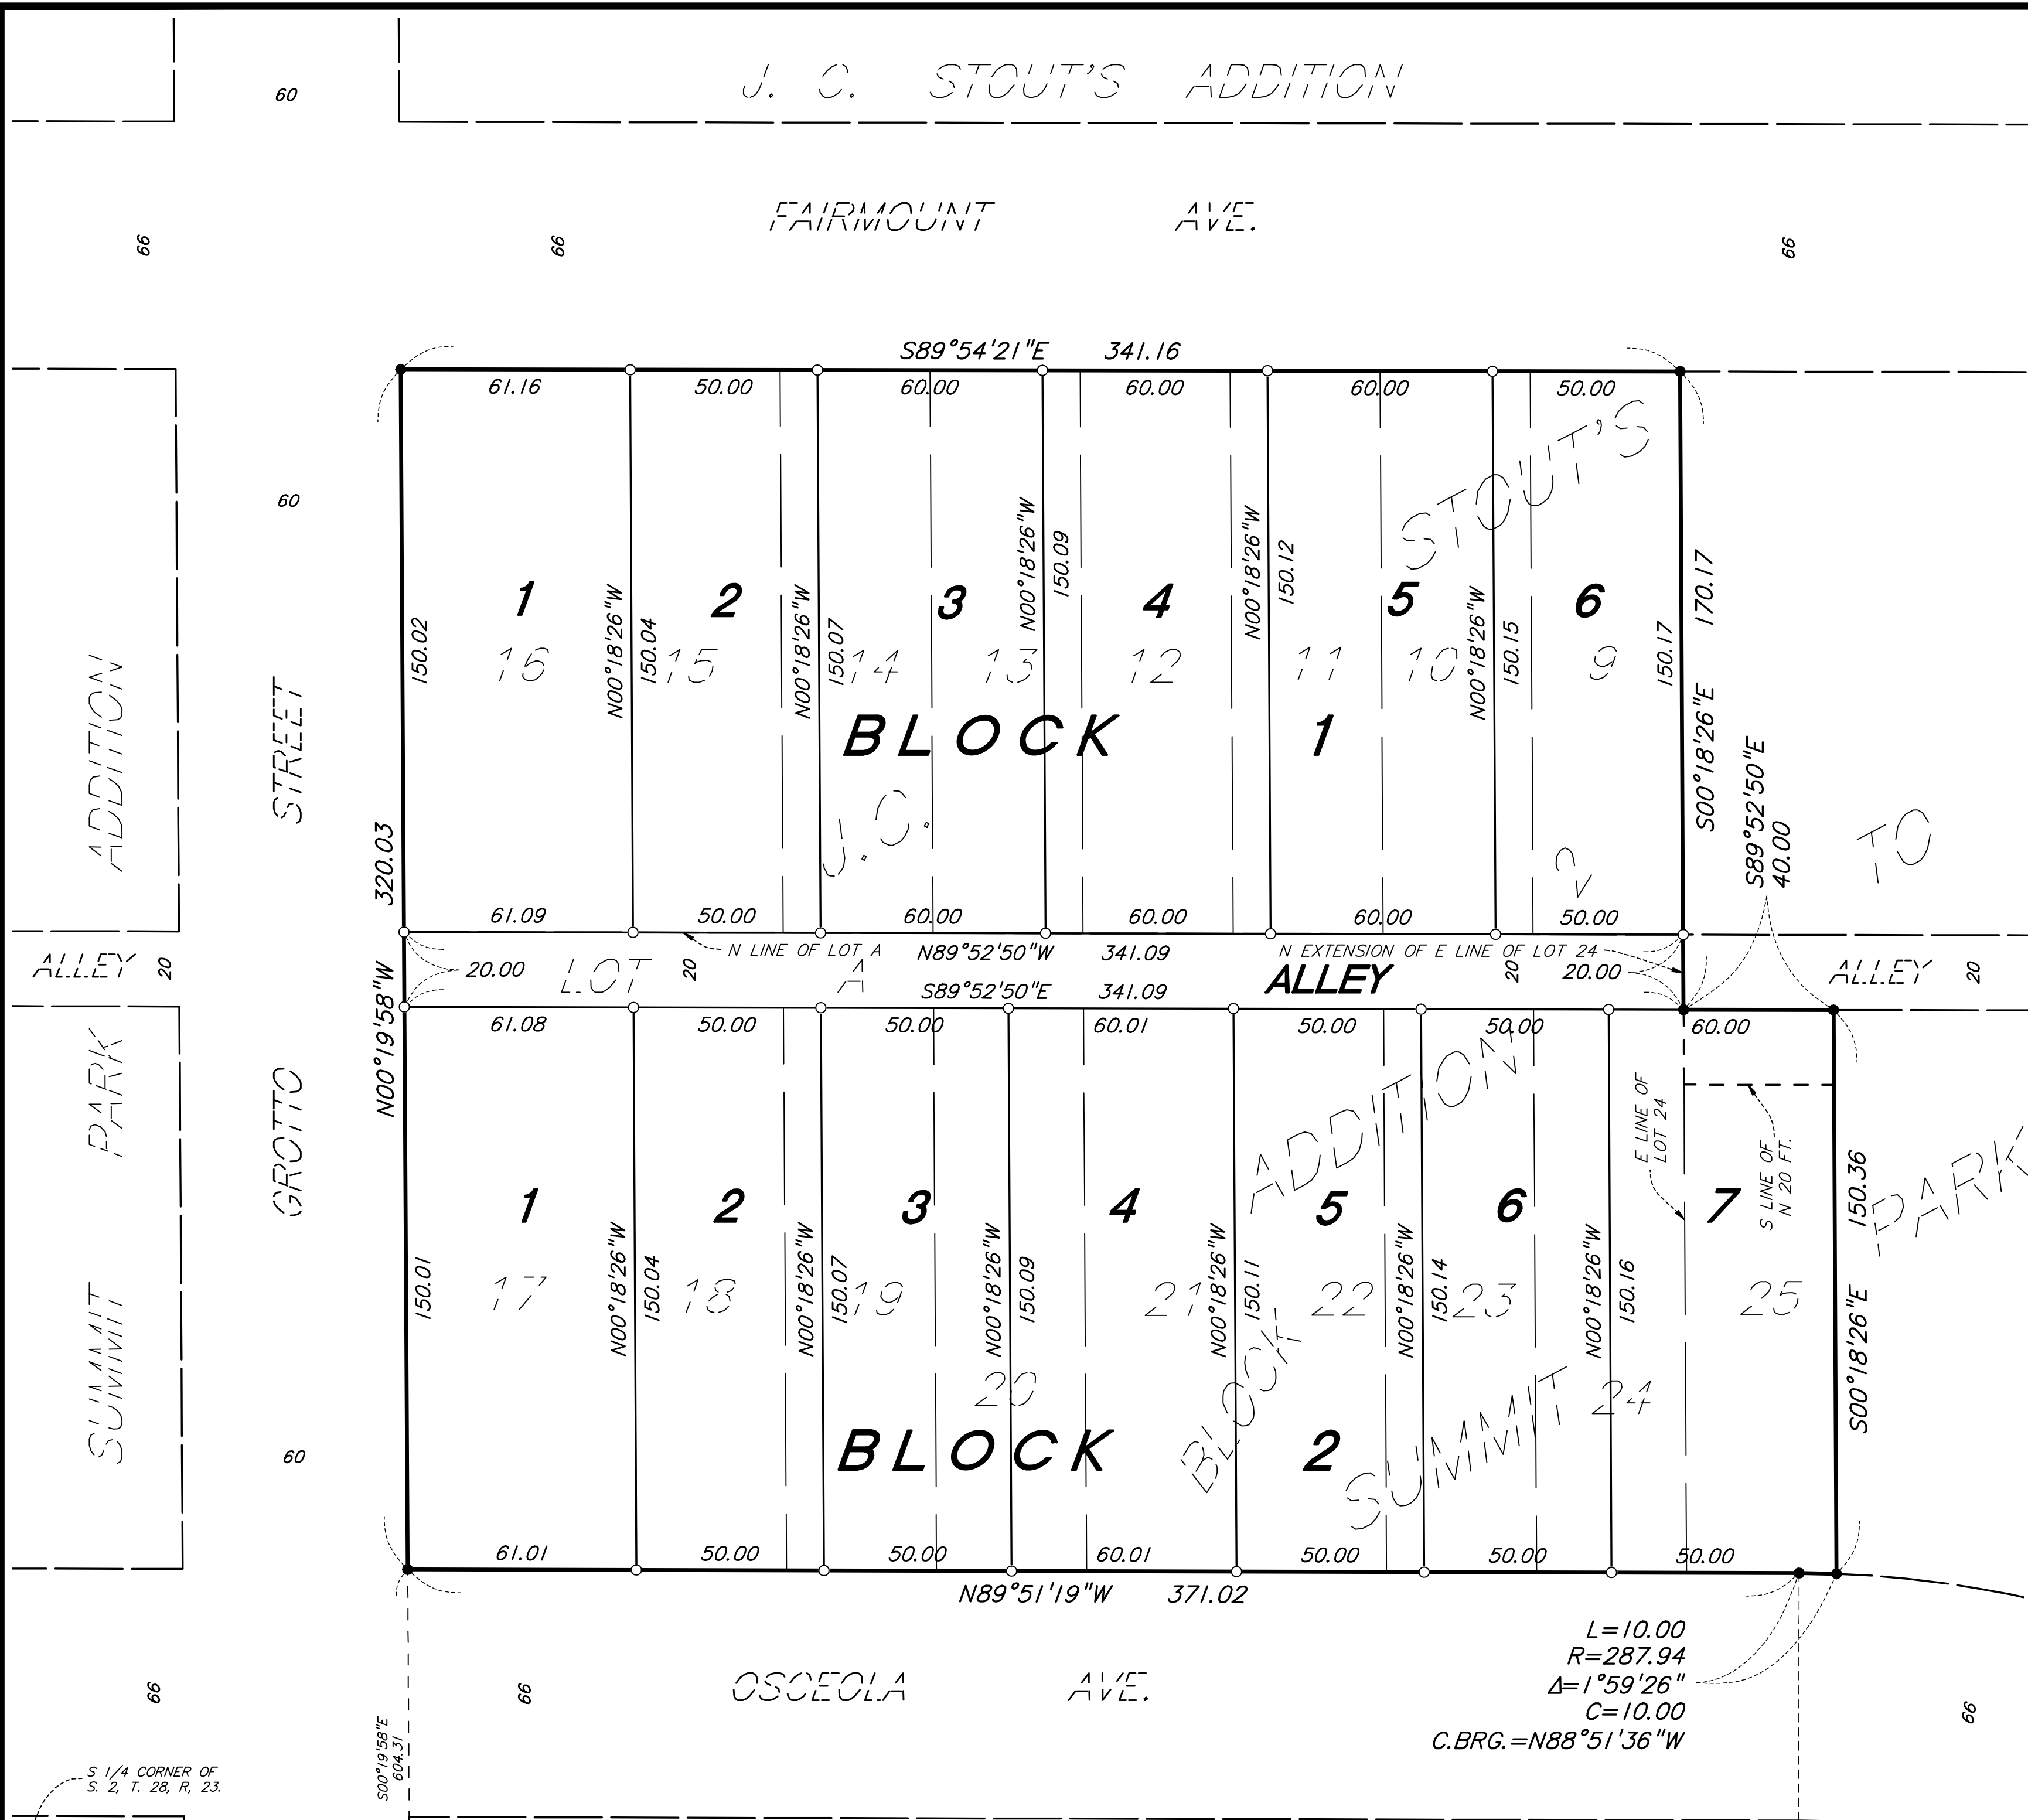 J. C. STOUT'S ADDITION
60
FAIRMOUNT AVE.
66
66
66
S89°54'21"E 341.16
61.16
50.00
60.00
60.00
60.00
50.00
60
STOUT'S
N00°18'26"W
150.09
N00°18'26"W
150.12
150.02
N00°18'26"W
150.04
N00°18'26"W
150.07
N00°18'26"W
150.15
150.17
S00°18'26"E 170.17
1
2
3
4
5
6
16
15
14
13
12
11
10
9
BLOCK 1
J.C.
2
TO
S89°52'50"E
40.00
SUMMIT PARK ADDITION
GROTTO STREET
N00°19'58"W 320.03
61.09
50.00
60.00
60.00
60.00
50.00
N LINE OF LOT A
N89°52'50"W 341.09
N EXTENSION OF E LINE OF LOT 24
ALLEY
20
20.00
LOT A
20
ALLEY
20
20.00
ALLEY
20
S89°52'50"E 341.09
61.08
50.00
50.00
60.01
50.00
50.00
60.00
ADDITION
E LINE OF
LOT 24
S LINE OF
N 20 FT.
PARK
S00°18'26"E 150.36
1
2
3
4
5
6
7
150.01
N00°18'26"W
150.04
N00°18'26"W
150.07
N00°18'26"W
150.09
N00°18'26"W
150.11
N00°18'26"W
150.14
N00°18'26"W
150.16
17
18
19
20
21
22
23
24
25
BLOCK
SUMMIT
60
BLOCK 2
61.01
50.00
50.00
60.01
50.00
50.00
50.00
N89°51'19"W 371.02
L=10.00
R=287.94
Δ=1°59'26"
C=10.00
C.BRG.=N88°51'36"W
66
66
OSCEOLA AVE.
66
S00°19'58"E
604.31
S 1/4 CORNER OF
S. 2, T. 28, R, 23.